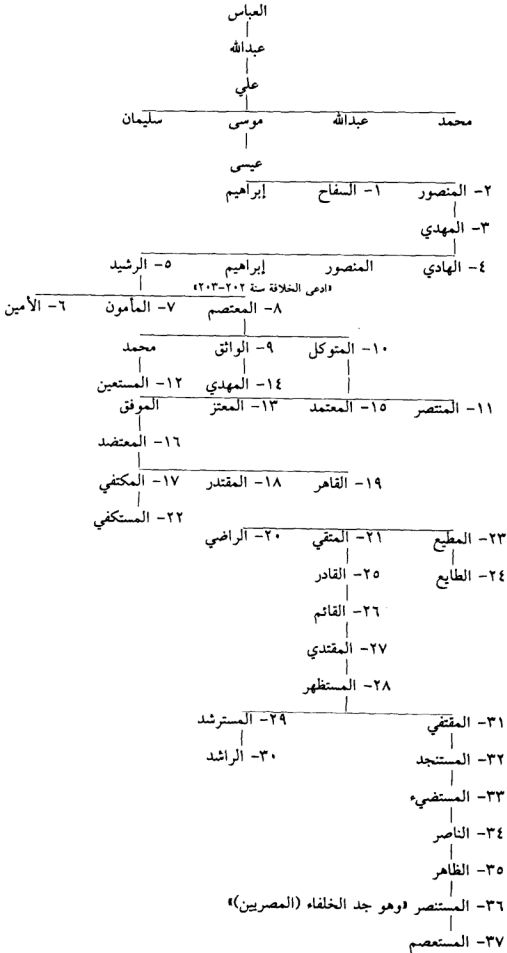 العباس
عبدالله
علي
محمد عبدالله موسى سليمان
عيسى
٢- المنصور ١- السفاح إبراهيم
٣- المهدي
٤- الهادي المنصور إبراهيم ٥- الرشيد
«ادعى الخلافة سنة ٢٠٢-٢٠٣»
٨- المعتصم ٧- المأمون ٦- الأمين
١٠- المتوكل ٩- الواثق محمد
١٤- المهدي ١٢- المستعين
١١- المنتصر ١٥- المعتمد ١٣- المعتز الموفق
١٦- المعتضد
١٩- القاهر ١٨- المقتدر ١٧- المكتفي
٢٢- المستكفي
٢٣- المطيع ٢١- المتقي ٢٠- الراضي
٢٤- الطايع ٢٥- القادر
٢٦- القائم
٢٧- المقتدي
٢٨- المستظهر
٣١- المقتفي ٢٩- المسترشد
٣٢- المستنجد ٣٠- الراشد
٣٣- المستضيء
٣٤- الناصر
٣٥- الظاهر
٣٦- المستنصر «وهو جد الخلفاء (المصريين)»
٣٧- المستعصم